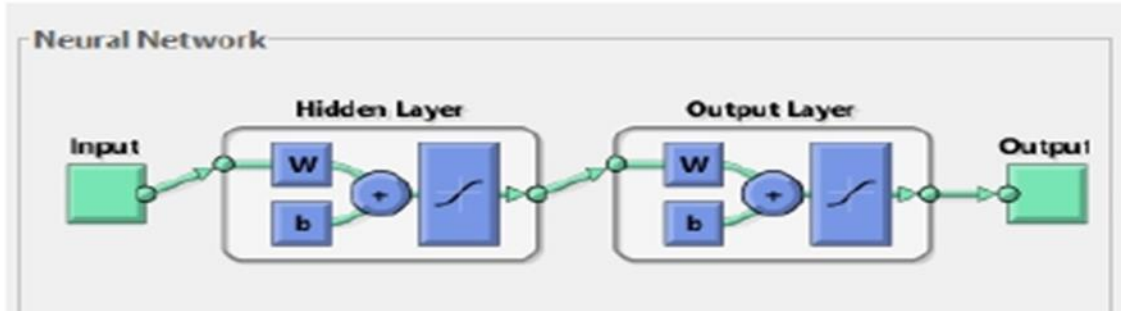 Neural Network
Hidden Layer
Output Layer
Input
Output
W
+
b
W
+
b